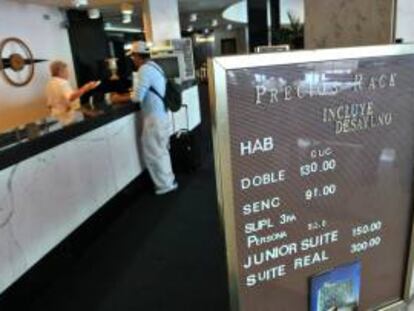 PRECIOS RACK
INCLUYE
DESAYUNO
HAB CUC
DOBLE 130.00
SENC 91.00
SUPL 3RA
PERSONA
JUNIOR SUITE 150.00
SUITE REAL 300.00